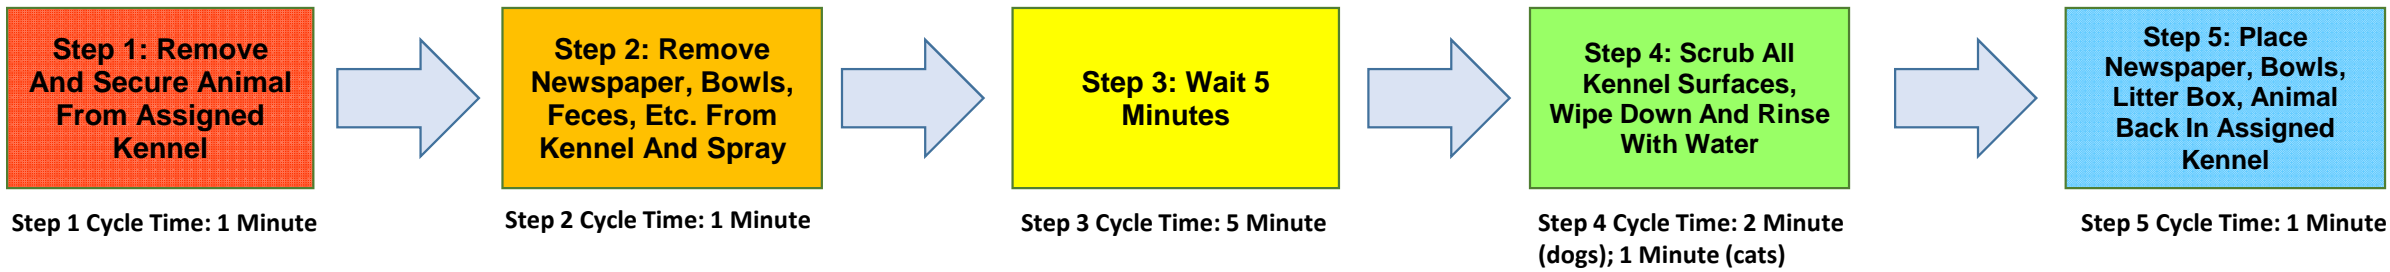 Step 1: Remove
And Secure Animal
From Assigned
Kennel
Step 2: Remove
Newspaper, Bowls,
Feces, Etc. From
Kennel And Spray
Step 3: Wait 5
Minutes
Step 4: Scrub All
Kennel Surfaces,
Wipe Down And Rinse
With Water
Step 5: Place
Newspaper, Bowls,
Litter Box, Animal
Back In Assigned
Kennel
Step 1 Cycle Time: 1 Minute
Step 2 Cycle Time: 1 Minute
Step 3 Cycle Time: 5 Minute
Step 4 Cycle Time: 2 Minute
(dogs); 1 Minute (cats)
Step 5 Cycle Time: 1 Minute